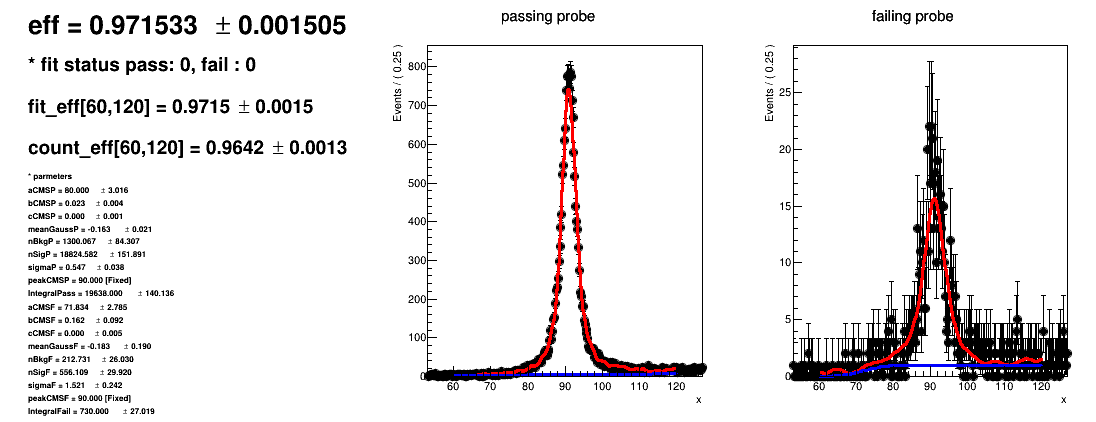 eff = 0.971533 ± 0.001505
* fit status pass: 0, fail : 0
fit_eff[60,120] = 0.9715 ± 0.0015
count_eff[60,120] = 0.9642 ± 0.0013
* parmeters
aCMSP = 80.000 ± 3.016
bCMSP = 0.023 ± 0.004
cCMSP = 0.000 ± 0.001
meanGaussP = -0.163 ± 0.021
nBkgP = 1300.067 ± 84.307
nSigP = 18824.582 ± 151.891
sigmaP = 0.547 ± 0.038
peakCMSP = 90.000 [Fixed]
IntegralPass = 19638.000 ± 140.136
aCMSF = 71.834 ± 2.785
bCMSF = 0.162 ± 0.092
cCMSF = 0.000 ± 0.005
meanGaussF = -0.183 ± 0.190
nBkgF = 212.731 ± 26.030
nSigF = 556.109 ± 29.920
sigmaF = 1.521 ± 0.242
peakCMSF = 90.000 [Fixed]
IntegralFail = 730.000 ± 27.019
passing probe
Events / ( 0.25 )
800
700
600
500
400
300
200
100
0
60 70 80 90 100 110 120
x
failing probe
Events / ( 0.25 )
25
20
15
10
5
0
60 70 80 90 100 110 120
x